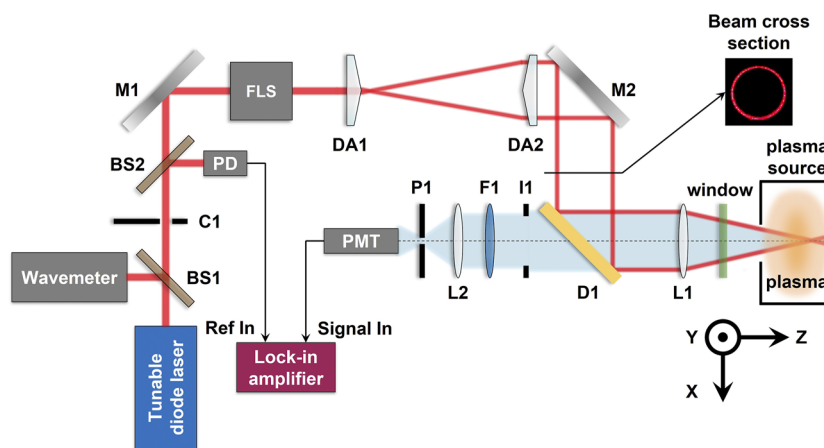 Beam cross
section
M1
FLS
M2
DA1
DA2
plasma
source
BS2
PD
P1
F1
I1
window
C1
PMT
Wavemeter
BS1
L2
D1
L1
plasma
Ref In
Signal In
Y
Z
Tunable
diode laser
Lock-in
amplifier
X